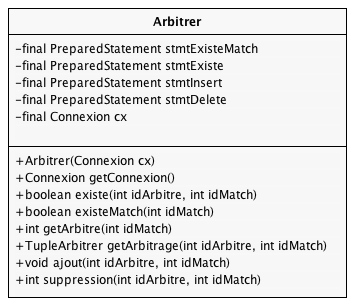 Arbitrer
-final PreparedStatement stmtExisteMatch
-final PreparedStatement stmtExiste
-final PreparedStatement stmtInsert
-final PreparedStatement stmtDelete
-final Connexion cx
+Arbitrer(Connexion cx)
+Connexion getConnexion()
+boolean existe(int idArbitre, int idMatch)
+boolean existeMatch(int idMatch)
+int getArbitre(int idMatch)
+TupleArbitrer getArbitrage(int idArbitre, int idMatch)
+void ajout(int idArbitre, int idMatch)
+int suppression(int idArbitre, int idMatch)